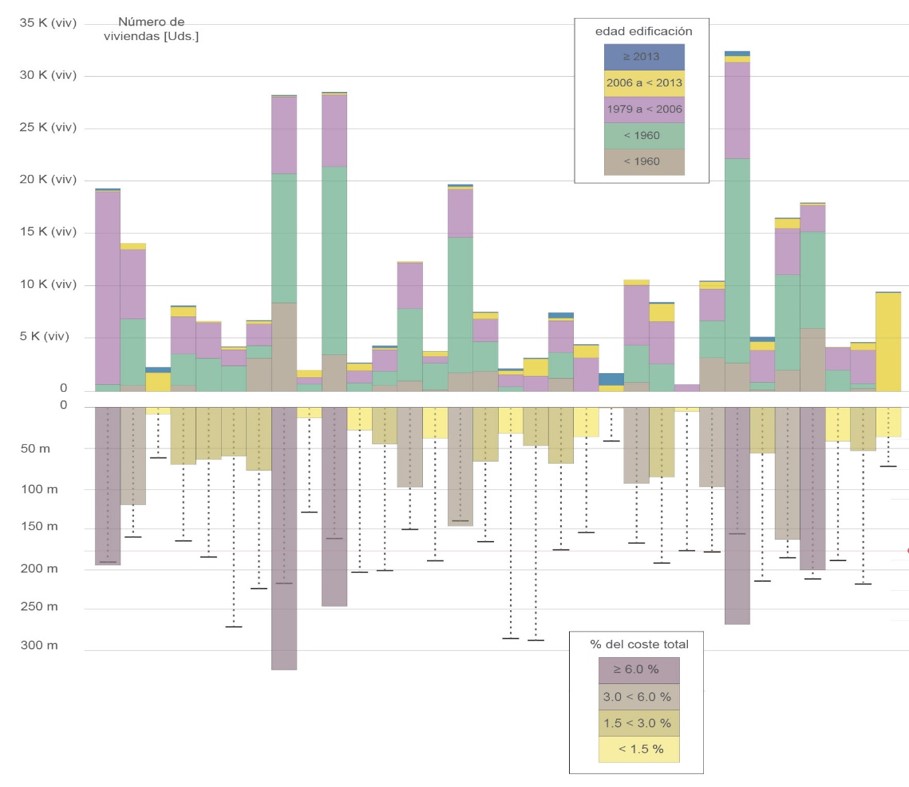 35 K (viv)
Número de
viviendas [Uds.]
30 K (viv)
25 K (viv)
20 K (viv)
15 K (viv)
10 K (viv)
5 K (viv)
0
0
50 m
100 m
150 m
200 m
250 m
300 m
edad edificación
≥ 2013
2006 a < 2013
1979 a < 2006
< 1960
< 1960
% del coste total
≥ 6.0 %
3.0 < 6.0 %
1.5 < 3.0 %
< 1.5 %